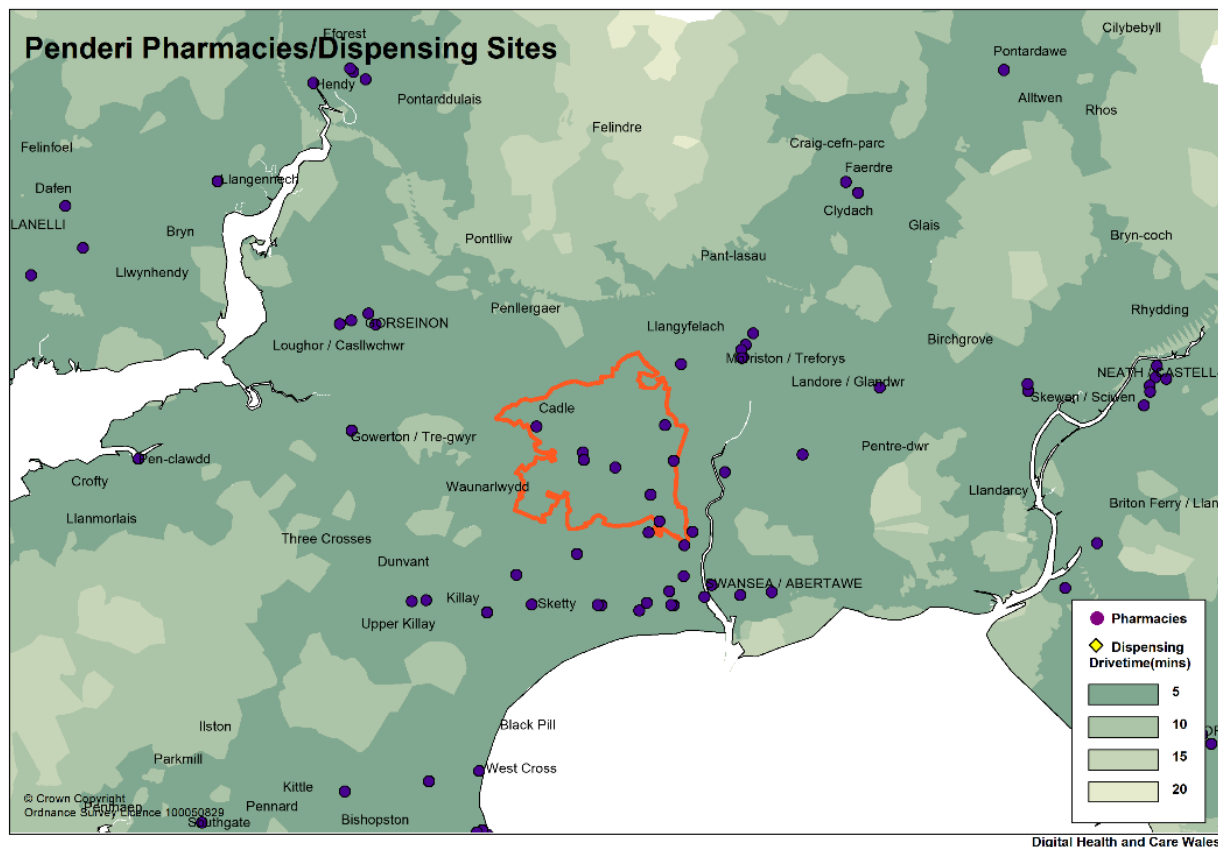 Penderi Pharmacies/Dispensing Sites
Efforest
Cilybebyll
Pontardawe
Hendy
Pontarddulais
Alltwen
Rhos
Felindre
Felinfoel
Craig-cefn-parc
Faerdre
Llangennech
Dafen
Clydach
LANELLI
Bryn
Glais
Pontlliw
Bryn-coch
Pant-lasau
Llwynhendy
Penllergaer
Rhydding
GORSEINON
Llangyfelach
Loughor / Casllwchwr
Birchgrove
Morriston / Treforys
Landore / Glandwr
NEATH / CASTELL
Skewen / Sciwen
Cadle
Gowerton / Tre-gwyr
Pentre-dwr
Pen-clawdd
Crofty
Waunarlwydd
Llandarcy
Briton Ferry / Llan
Llanmorlais
Three Crosses
Dunvant
SWANSEA / ABERTAWE
Killay
Sketty
Upper Killay
Pharmacies
Dispensing
Drivetime(mins)
5
10
15
20
Ilston
Black Pill
Parkmill
West Cross
Kittle
Pennard
Bishopston
Penmaen
Southgate
© Crown Copyright
Ordnance Survey Licence 100050829
Digital Health and Care Wales